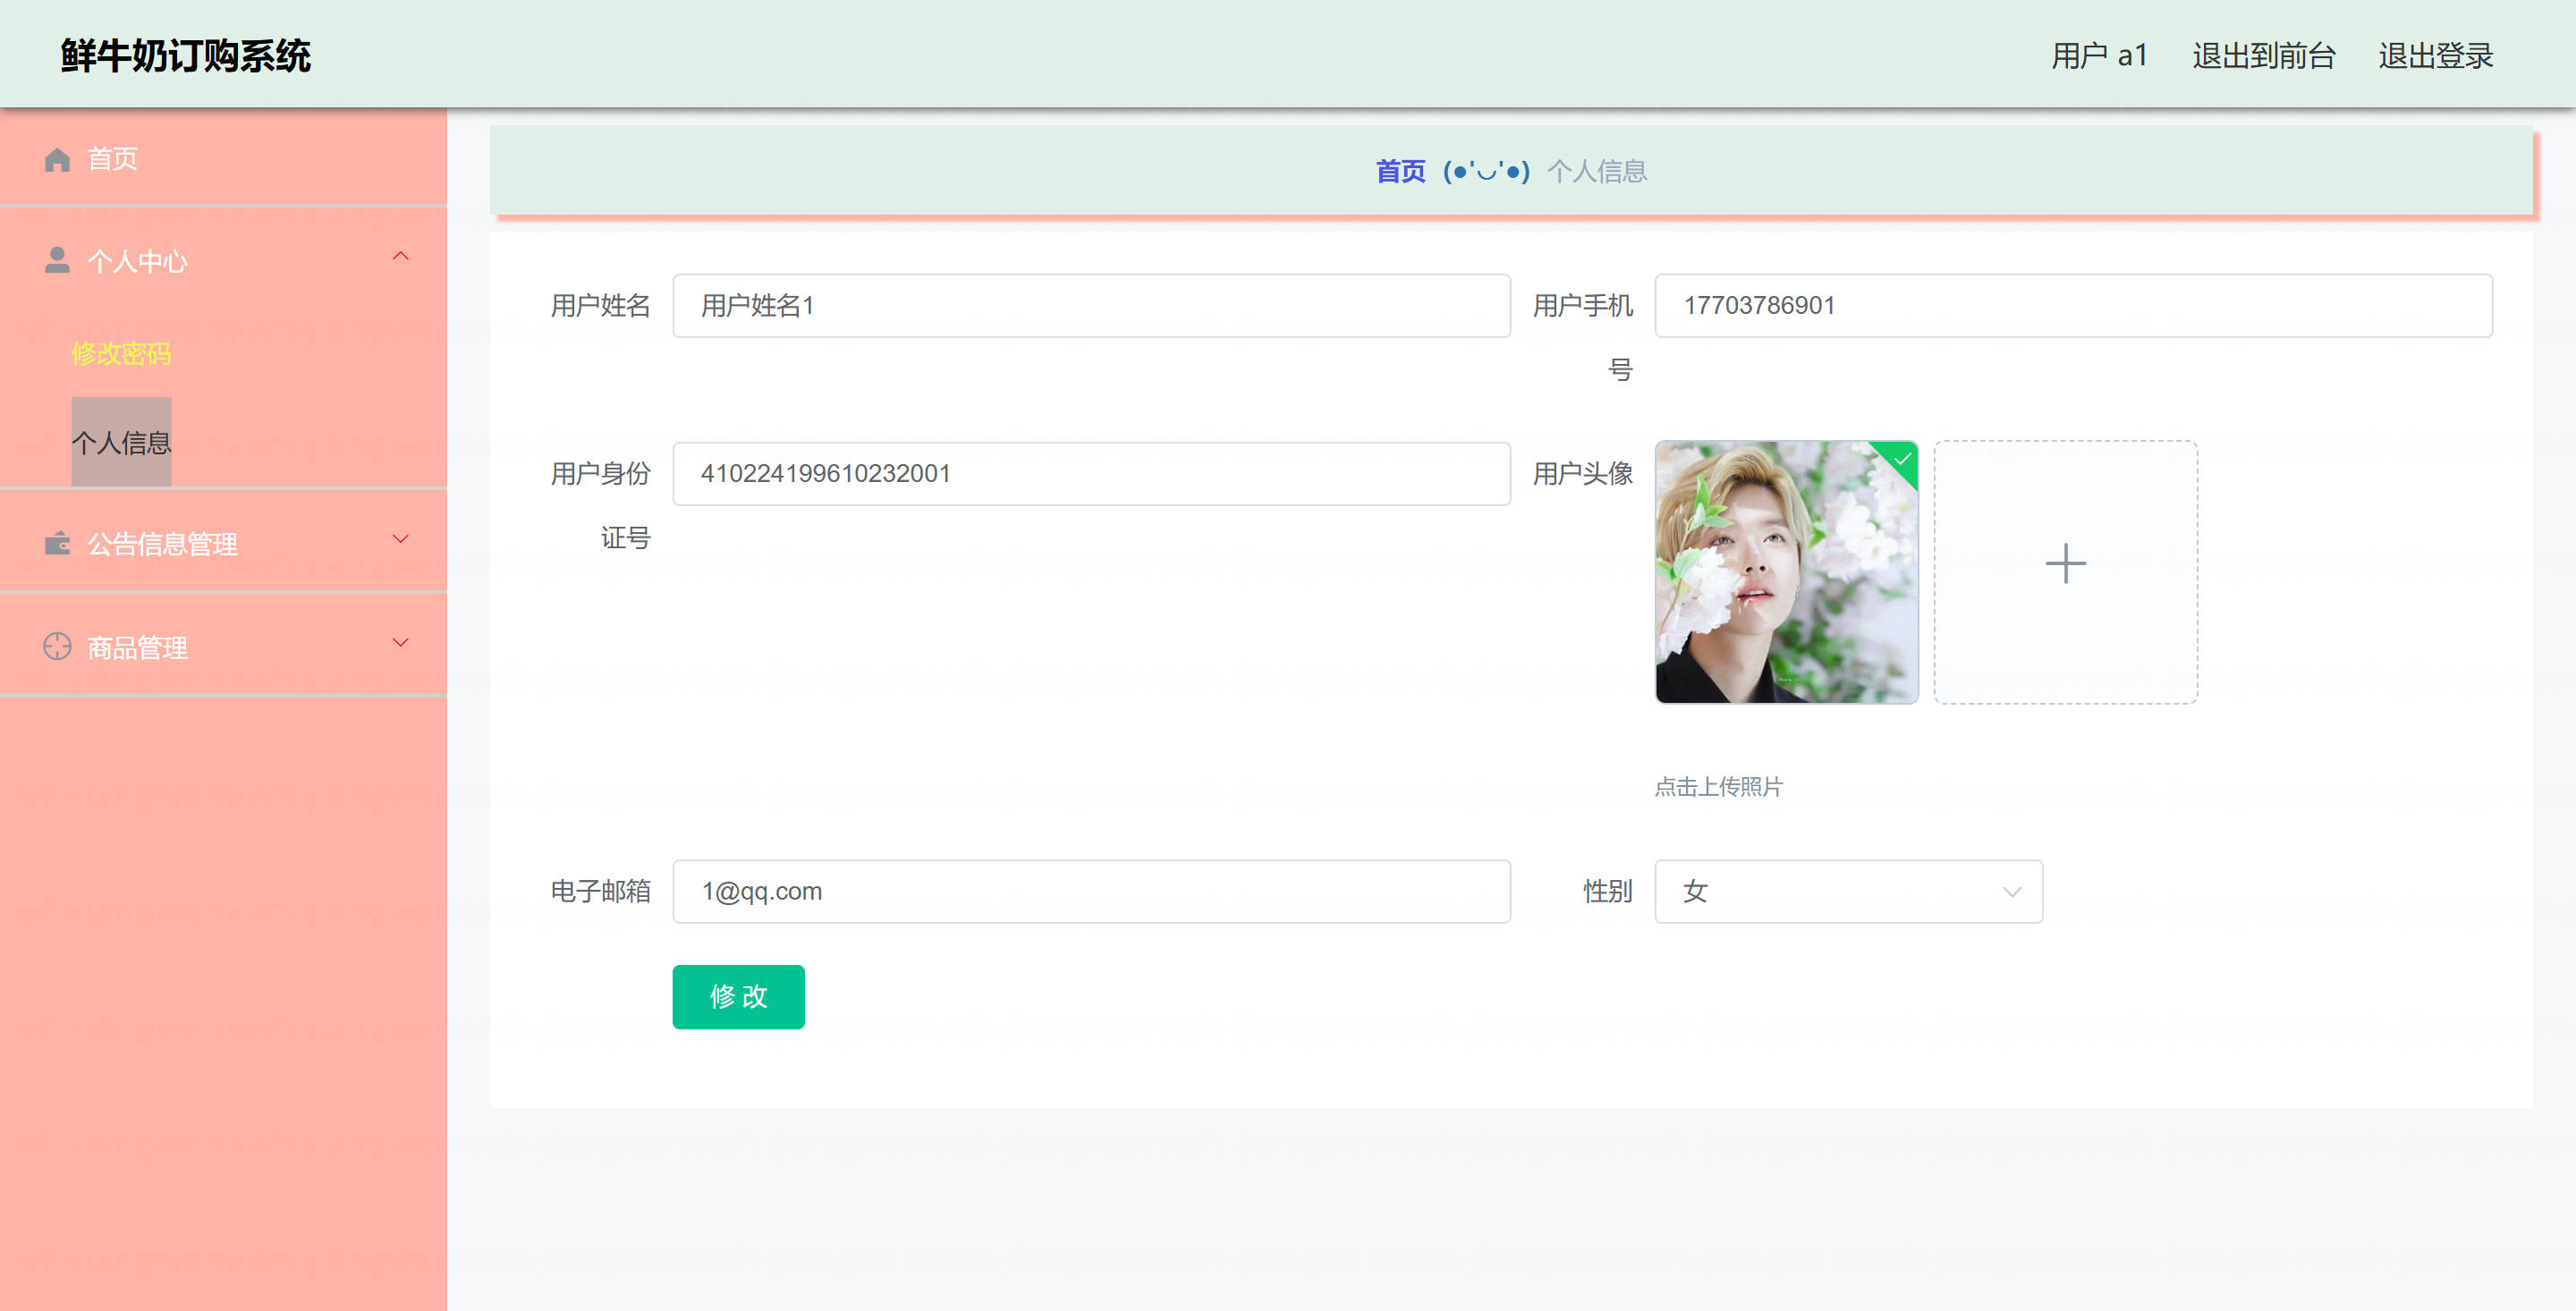 鲜牛奶订购系统
用户 a1 退出到前台 退出登录
首页
个人中心
修改密码
个人信息
公告信息管理
商品管理
首页 (●'◡'●) 个人信息
用户姓名 用户姓名1
用户手机号 17703786901
用户身份证号 410224199610232001
用户头像
点击上传照片
电子邮箱 1@qq.com
性别 女
修 改